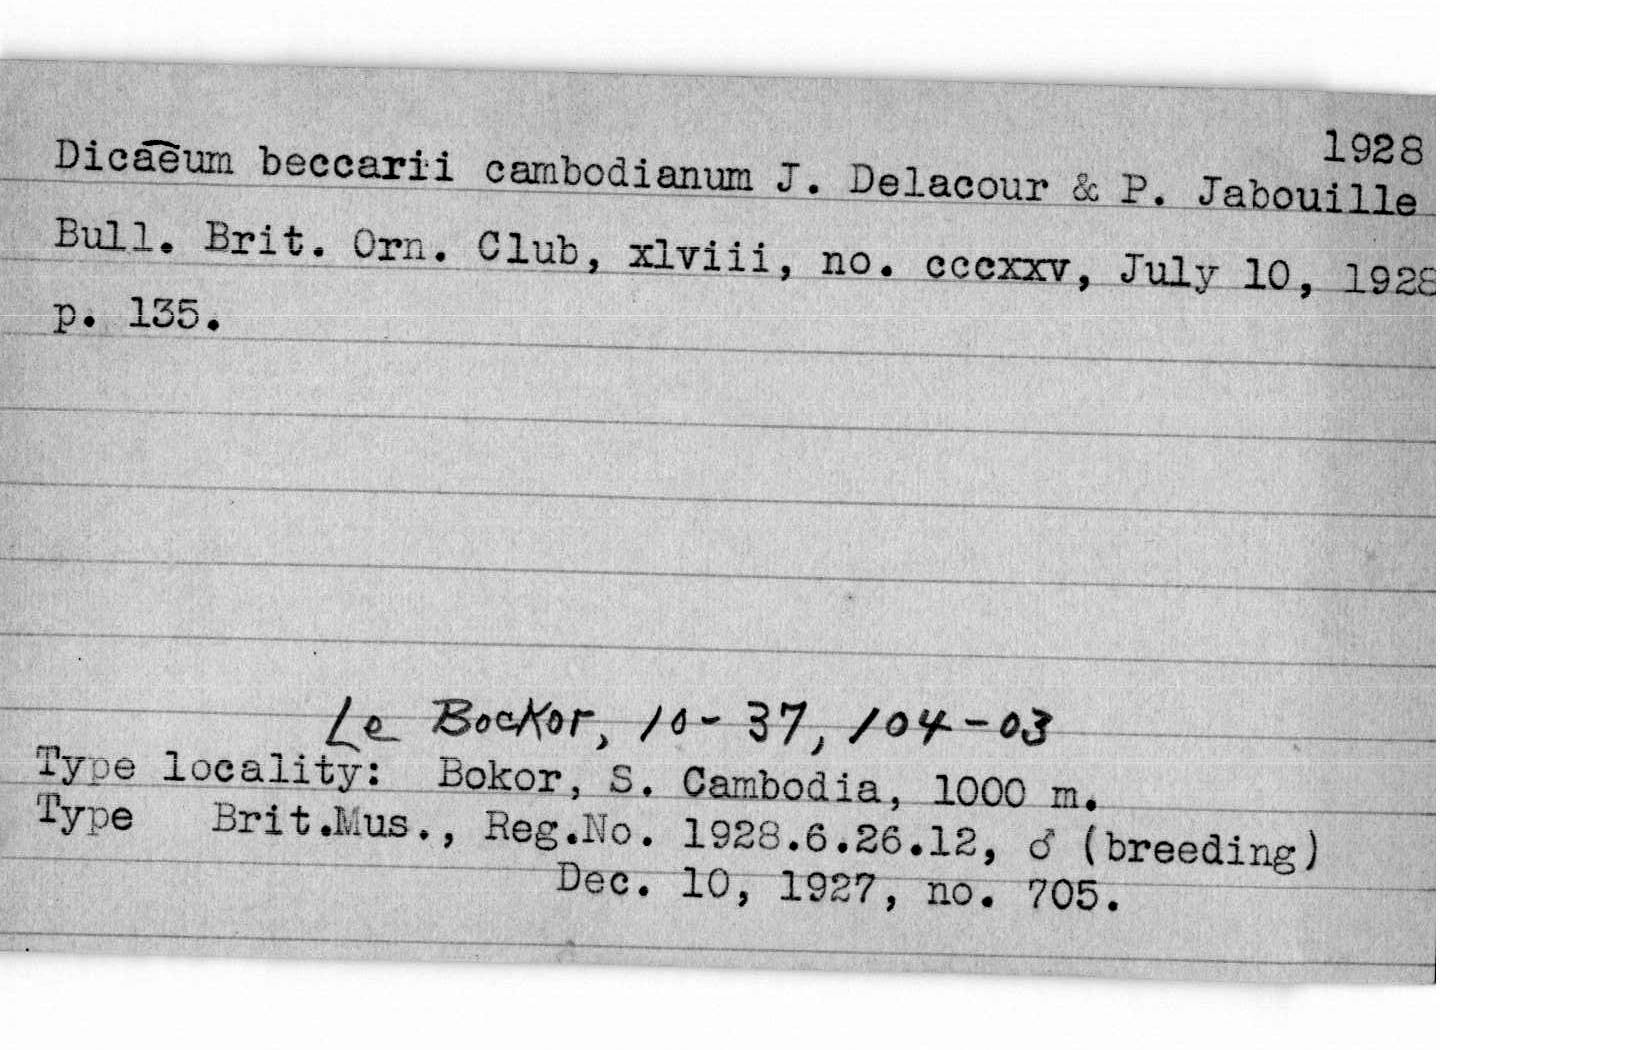 1928
Dicaeum beccarii cambodianum J. Delacour & P. Jabouille
Bull. Brit. Orn. Club, xlviii, no. cccxxv, July 10, 1928
p. 135.
Le Bockor, 10-37, 104-03
Type locality: Bokor, S. Cambodia, 1000 m.
Type Brit.Mus., Reg.No. 1928.6.26.12, ♂ (breeding)
Dec. 10, 1927, no. 705.